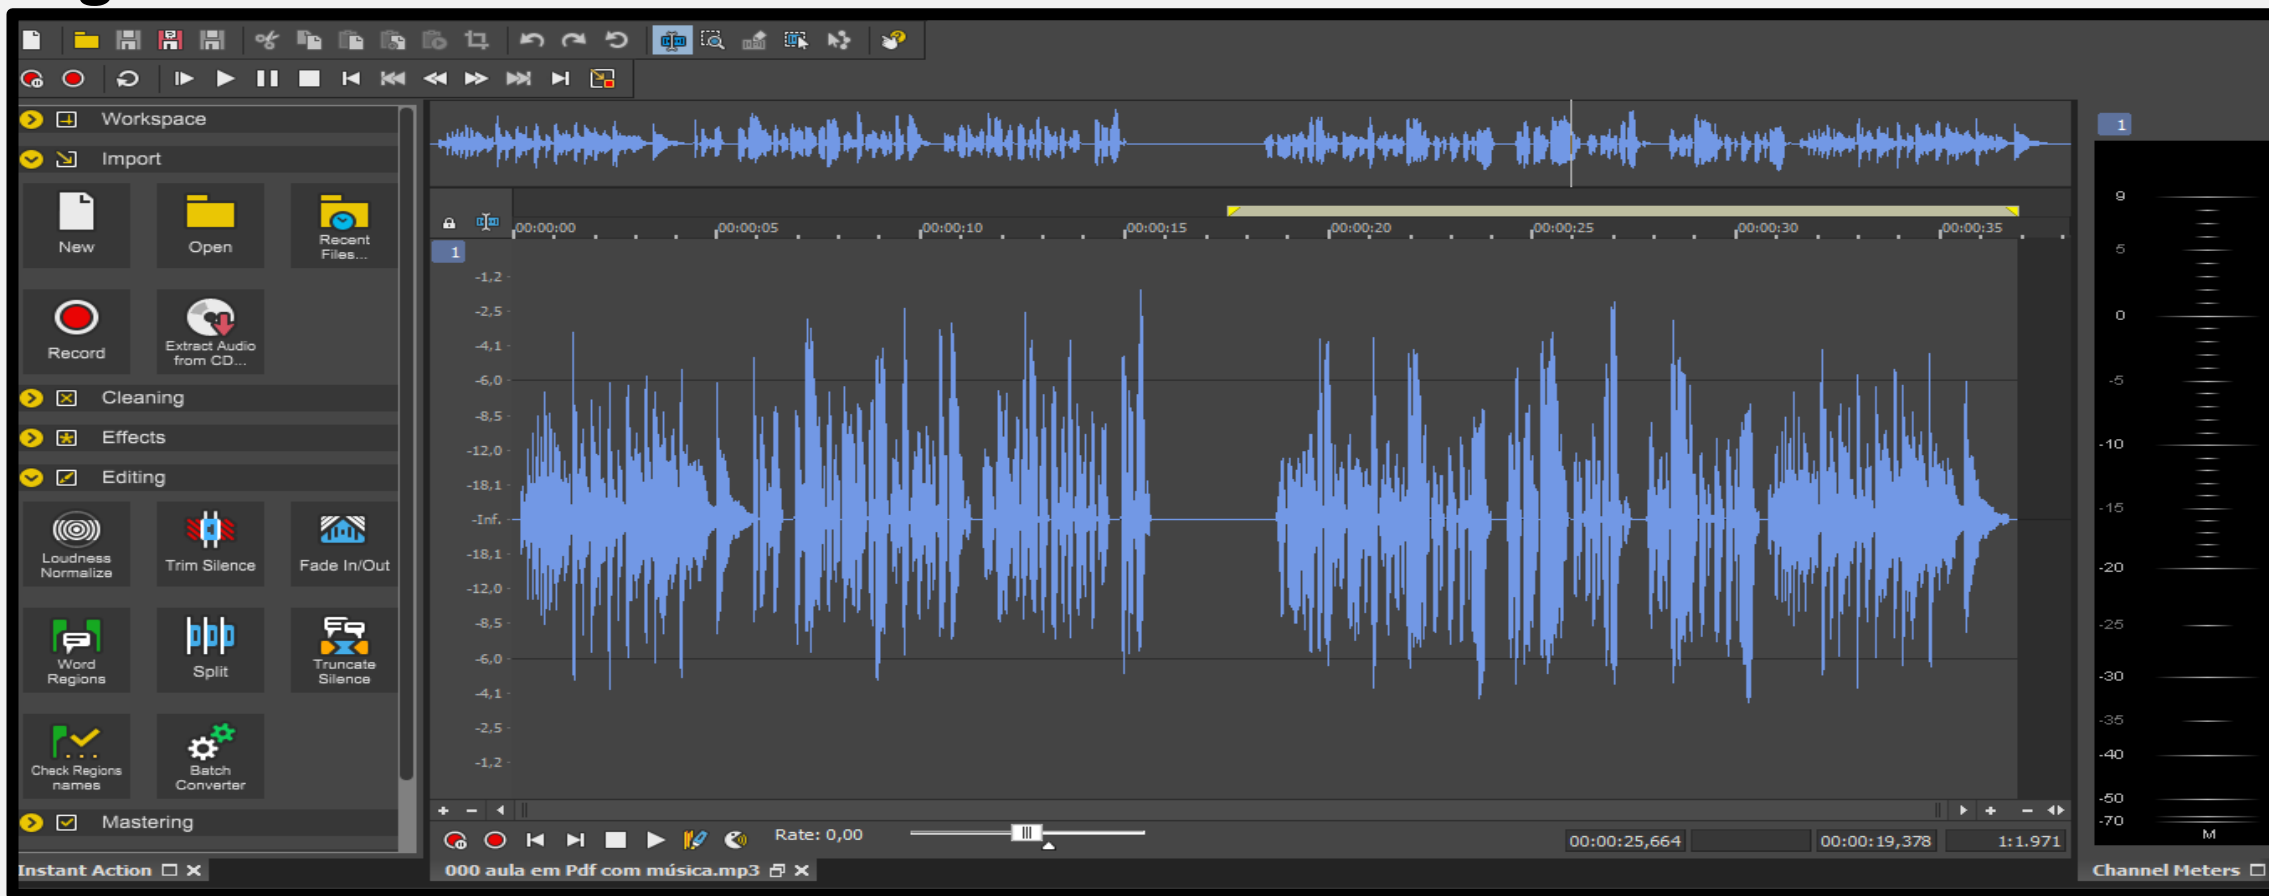 Workspace
Import
New
Open
Recent
Files...
Record
Extract Audio
from CD...
Cleaning
Effects
Editing
Loudness
Normalize
Trim Silence
Fade In/Out
Word
Regions
Split
Truncate
Silence
Check Regions
names
Batch
Converter
Mastering
Instant Action
00:00:00
00:00:05
00:00:10
00:00:15
00:00:20
00:00:25
00:00:30
00:00:35
1
-1,2
-2,5
-4,1
-6,0
-8,5
-12,0
-18,1
-Inf.
-18,1
-12,0
-8,5
-6,0
-4,1
-2,5
-1,2
Rate: 0,00
00:00:25,664
00:00:19,378
1:1.971
000 aula em Pdf com música.mp3
1
9
5
0
-5
-10
-15
-20
-25
-30
-35
-40
-50
-70
M
Channel Meters